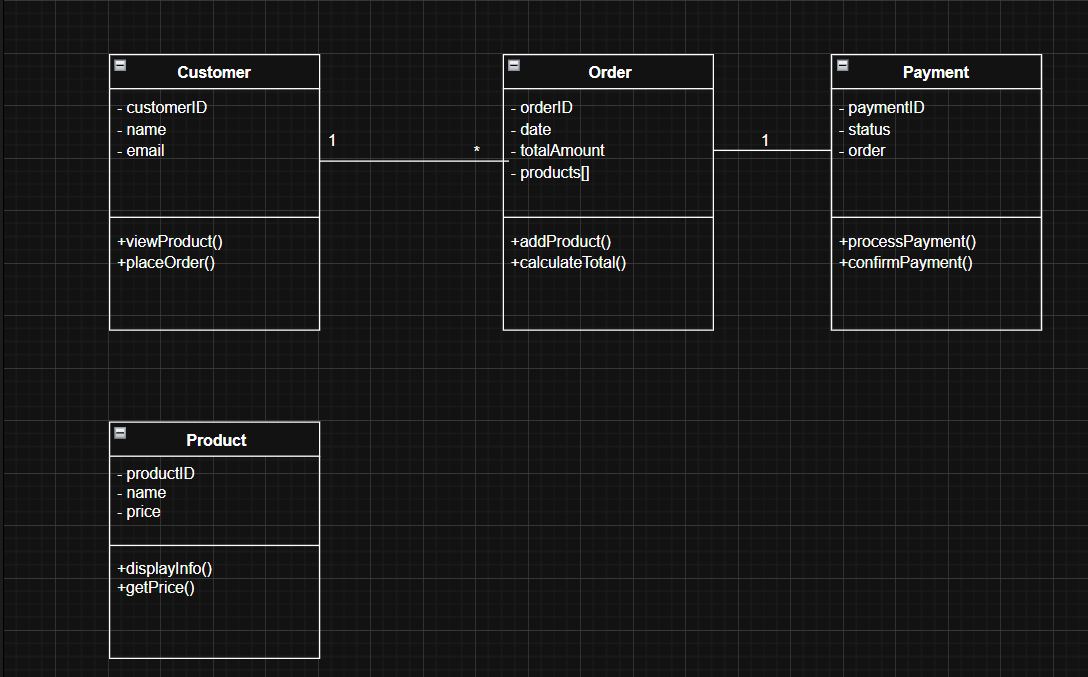 Customer
- customerID
- name
- email
+viewProduct()
+placeOrder()
1
*
Order
- orderID
- date
- totalAmount
- products[]
+addProduct()
+calculateTotal()
1
Payment
- paymentID
- status
- order
+processPayment()
+confirmPayment()
Product
- productID
- name
- price
+displayInfo()
+getPrice()